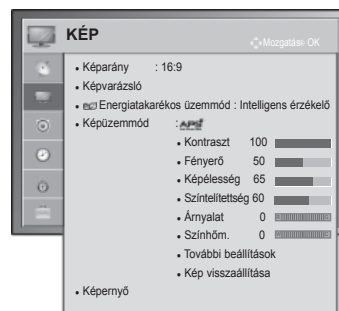 KÉP
Mozgatás OK
• Képarány : 16:9
• Képvarázsló
• Energiatakarékos üzemmód : Intelligens érzékelő
• Képüzemmód : APS
• Kontraszt 100
• Fényerő 50
• Képélesség 65
• Színtelítettség 60
• Árnyalat 0
• Színhőm. 0
• További beállítások
• Kép visszaállítása
• Képernyő